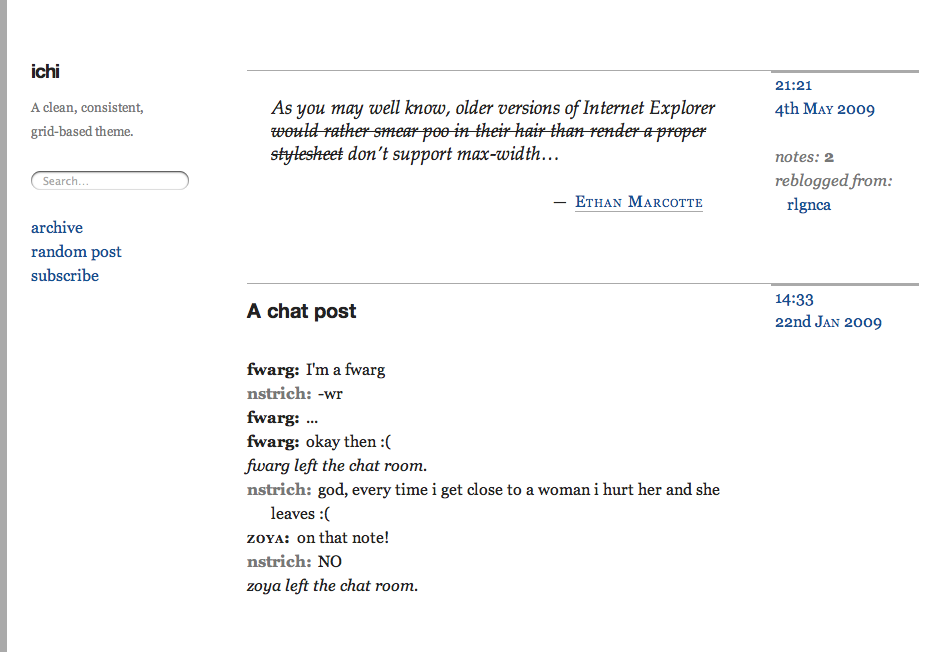 ichi
A clean, consistent,
grid-based theme.
Search...
archive
random post
subscribe
As you may well know, older versions of Internet Explorer
would rather smear poo in their hair than render a proper
stylesheet don't support max-width…
— Ethan Marcotte
21:21
4th May 2009
notes: 2
reblogged from:
rlgnca
A chat post
fwarg: I'm a fwarg
nstrich: -wr
fwarg: ...
fwarg: okay then :(
fwarg left the chat room.
nstrich: god, every time i get close to a woman i hurt her and she
leaves :(
zoya: on that note!
nstrich: NO
zoya left the chat room.
14:33
22nd Jan 2009